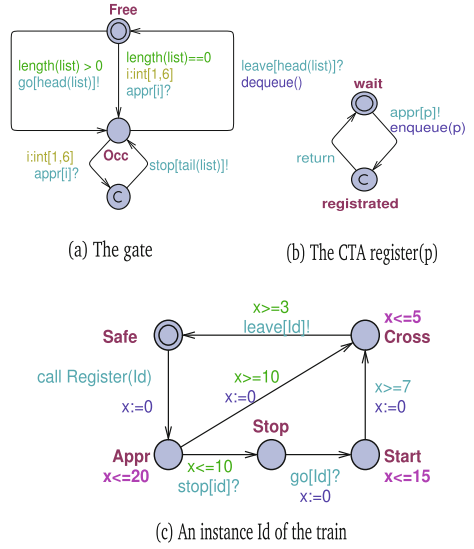 Free
length(list) > 0
go[head(list)]!
length(list)==0
i:int[1,6]
appr[i]?
leave[head(list)]?
dequeue()
Occ
i:int[1,6]
appr[i]?
stop[tail(list)]!
C
(a) The gate
wait
appr[p]!
enqueue(p)
return
C
registrated
(b) The CTA register(p)
x>=3
leave[Id]!
x<=5
Cross
Safe
call Register(Id)
x:=0
x>=10
x:=0
x>=7
x:=0
Appr
x<=20
x<=10
stop[id]?
Stop
go[Id]?
x:=0
Start
x<=15
(c) An instance Id of the train